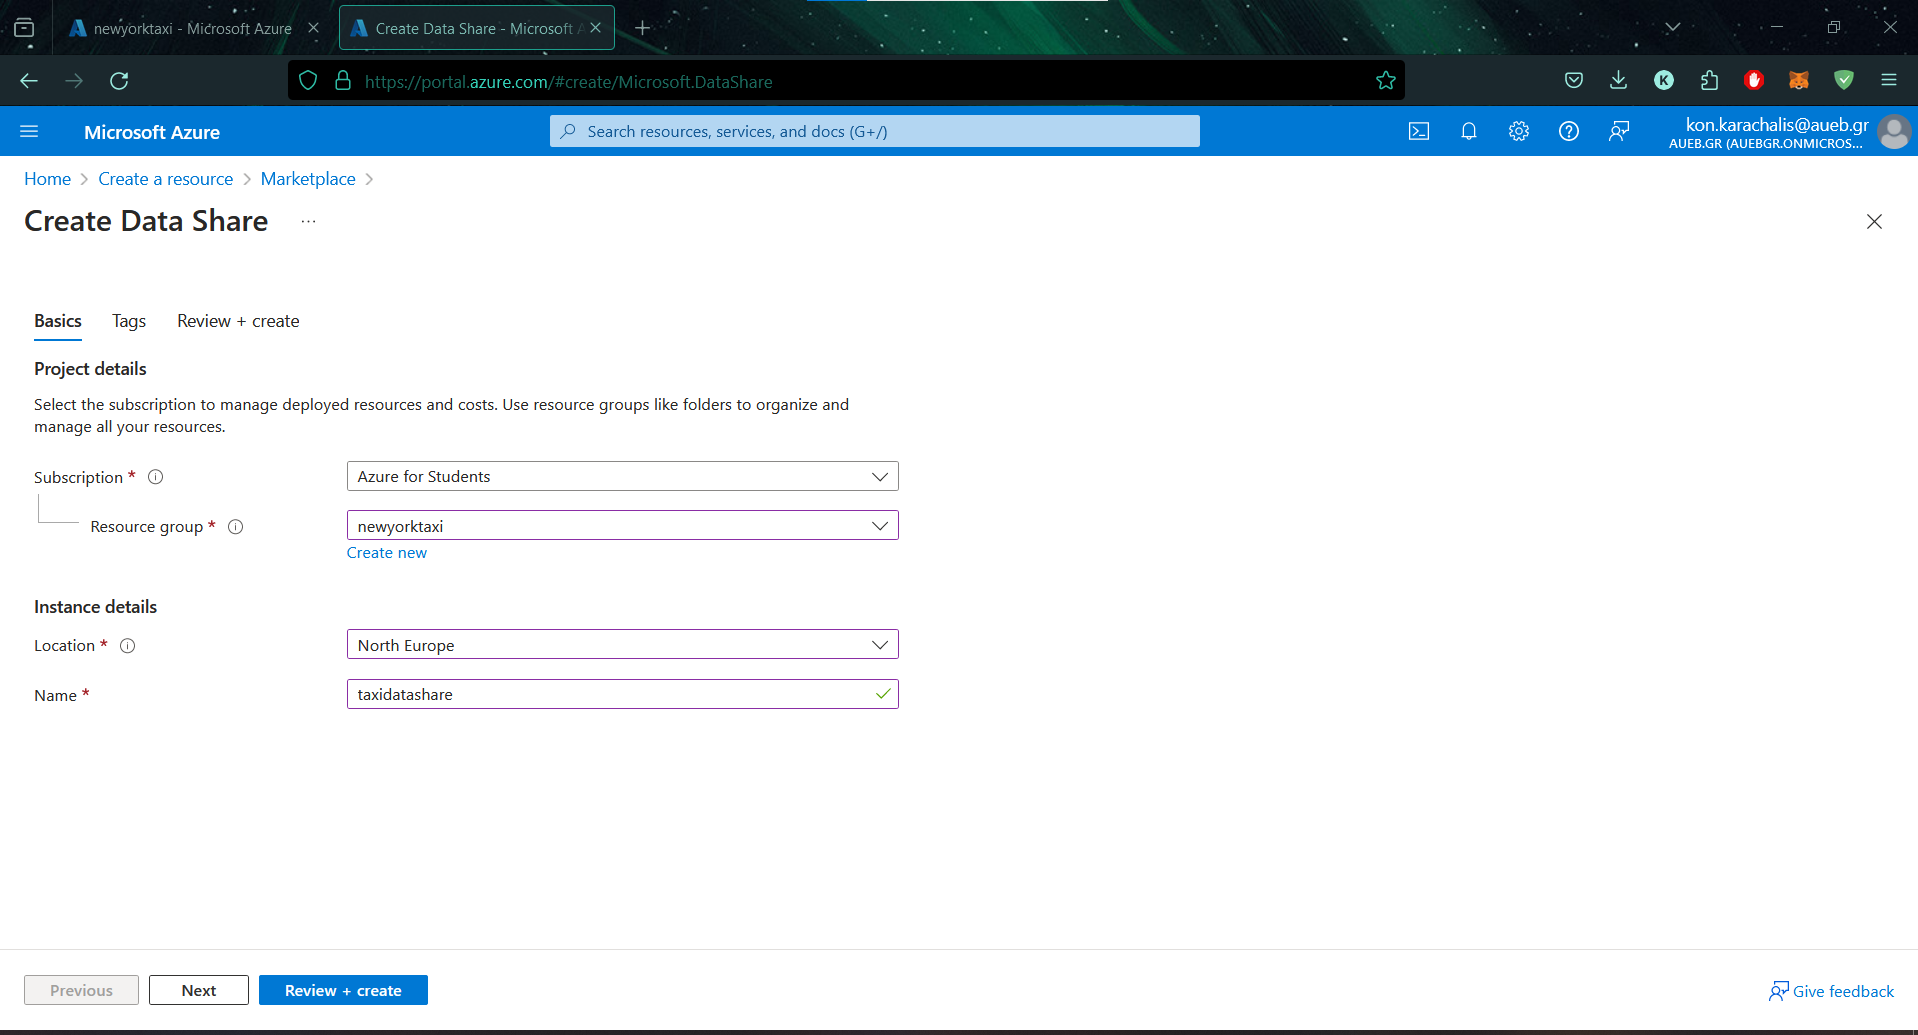 newyorktaxi - Microsoft Azure
Create Data Share - Microsoft A
https://portal.azure.com/#create/Microsoft.DataShare
K
Microsoft Azure
Search resources, services, and docs (G+/)
kon.karachalis@aueb.gr
AUEB.GR (AUEBGR.ONMICROS...
Home > Create a resource > Marketplace >
Create Data Share ...
Basics Tags Review + create
Project details
Select the subscription to manage deployed resources and costs. Use resource groups like folders to organize and
manage all your resources.
Subscription *
Azure for Students
Resource group *
newyorktaxi
Create new
Instance details
Location *
North Europe
Name *
taxidatashare
Previous Next Review + create
Give feedback